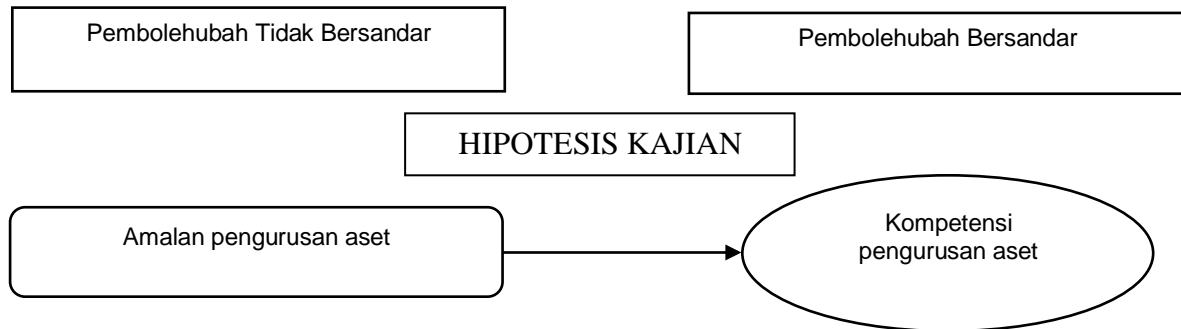 Pembolehubah Tidak Bersandar
Pembolehubah Bersandar
HIPOTESIS KAJIAN
Amalan pengurusan aset
Kompetensi
pengurusan aset